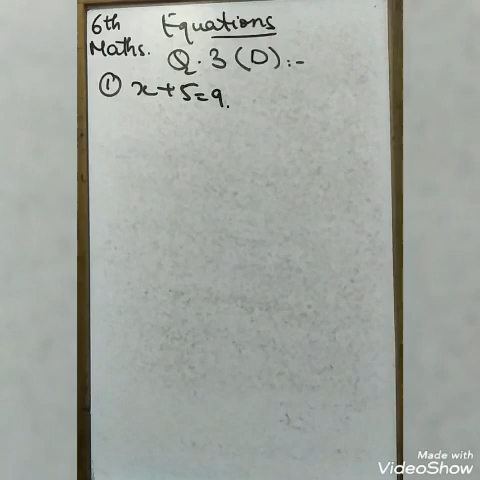 6th Equations
Maths.
Q. 3 (D) :-
① x+5=9.
Made with
VideoShow